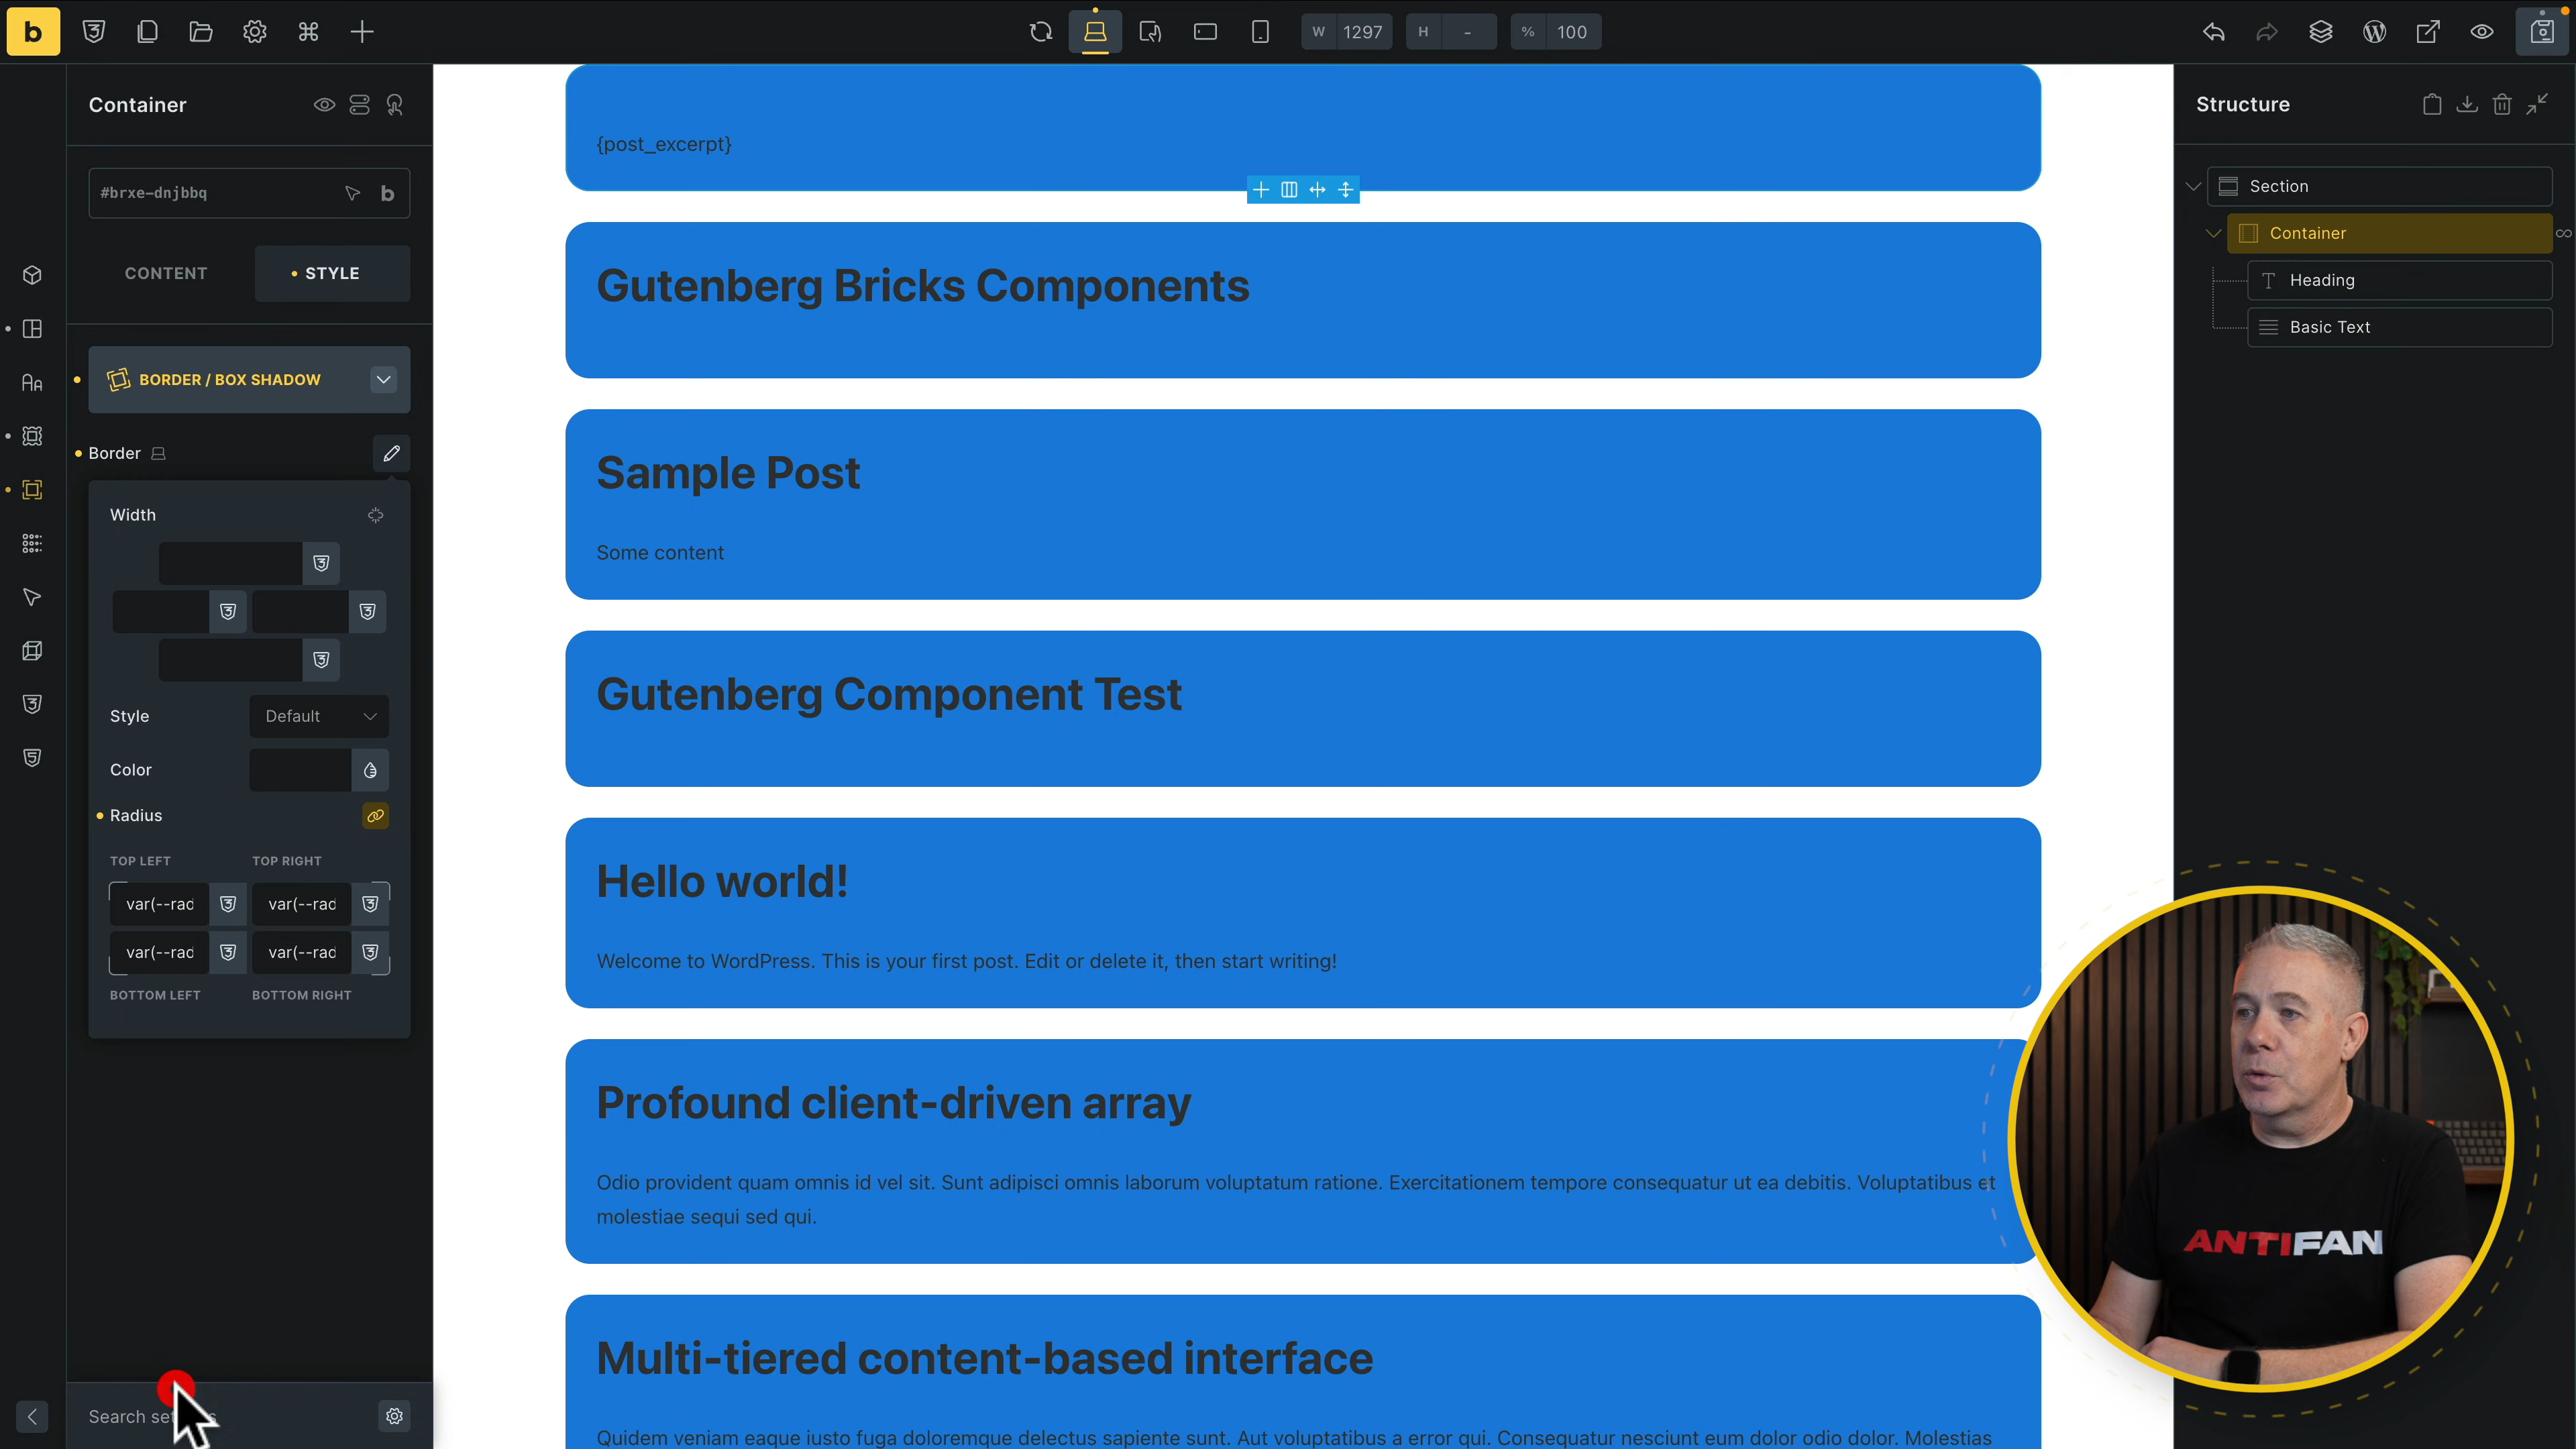 b
W 1297 H - % 100
Container
#brxe-dnjbbq
b
CONTENT
STYLE
BORDER / BOX SHADOW
Border
Width
Style
Default
Color
Radius
TOP LEFT
TOP RIGHT
var(--rad
var(--rad
var(--rad
var(--rad
BOTTOM LEFT
BOTTOM RIGHT
{post_excerpt}
Gutenberg Bricks Components
Sample Post
Some content
Gutenberg Component Test
Hello world!
Welcome to WordPress. This is your first post. Edit or delete it, then start writing!
Profound client-driven array
Odio provident quam omnis id vel sit. Sunt adipisci omnis laborum voluptatum ratione. Exercitationem tempore consequatur ut ea debitis. Voluptatibus et
molestiae sequi sed qui.
Multi-tiered content-based interface
Quidem veniam eaque iusto fuga doloremque delectus sapiente sunt. Aut voluptatibus a error qui. Consequatur nesciunt eum dolor odio dolor. Molestias
Structure
Section
Container
Heading
Basic Text
ANTIFAN
Search